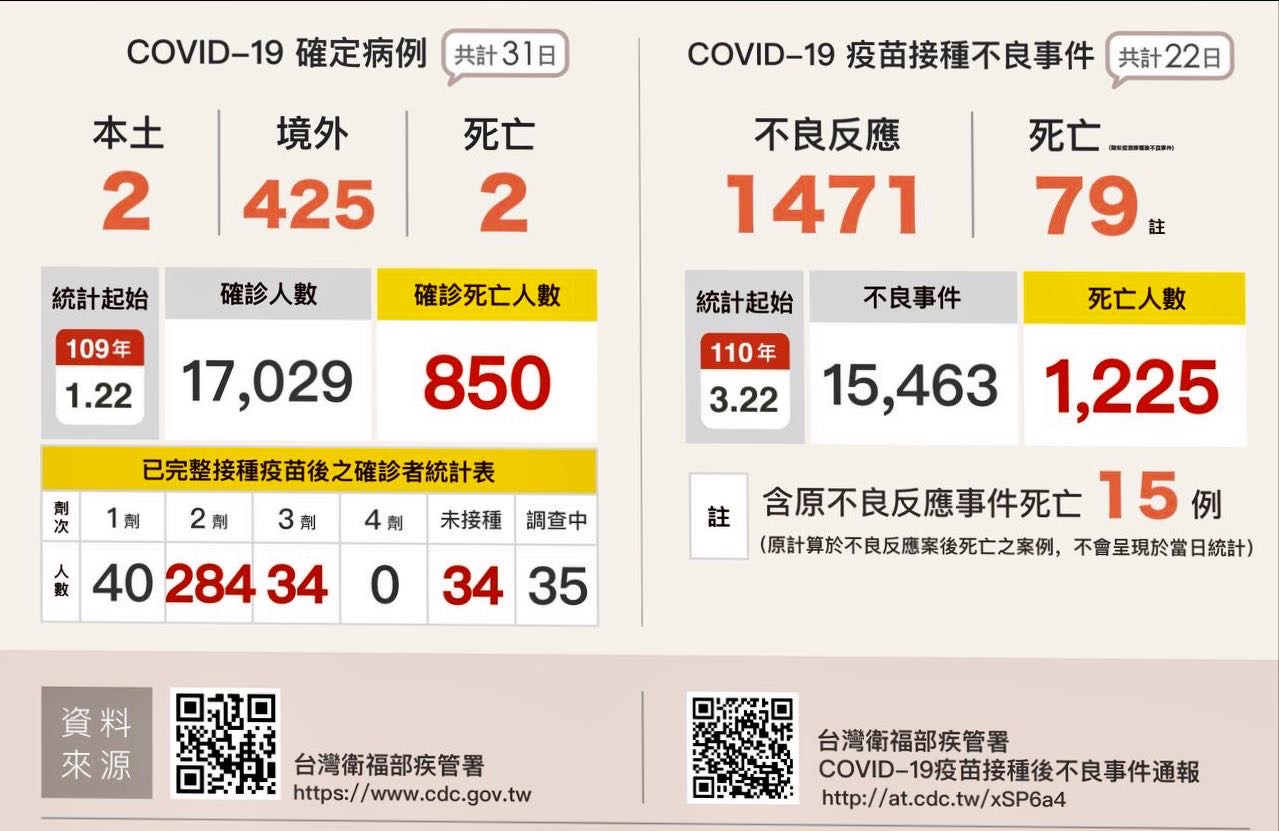 COVID-19 確定病例 共計31日
本土 境外 死亡
2 425 2
統計起始 確診人數 確診死亡人數
109年
1.22 17,029 850
已完整接種疫苗後之確診者統計表
劑次 1劑 2劑 3劑 4劑 未接種 調查中
人數 40 284 34 0 34 35
COVID-19 疫苗接種不良事件 共計22日
不良反應 死亡 (疑似疫苗接種後不良事件)
1471 79 註
統計起始 不良事件 死亡人數
110年
3.22 15,463 1,225
註 含原不良反應事件死亡 15 例
(原計算於不良反應案後死亡之案例,不會呈現於當日統計)
資料
來源
台灣衛福部疾管署
https://www.cdc.gov.tw
台灣衛福部疾管署
COVID-19疫苗接種後不良事件通報
http://at.cdc.tw/xSP6a4